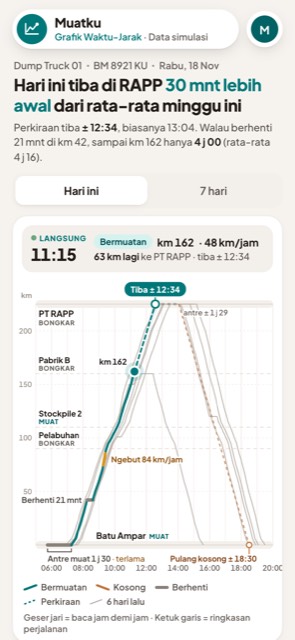 Muatku
Grafik Waktu-Jarak · Data simulasi
M
Dump Truck 01 · BM 8921 KU · Rabu, 18 Nov
Hari ini tiba di RAPP 30 mnt lebih
awal dari rata-rata minggu ini
Perkiraan tiba ± 12:34, biasanya 13:04. Walau berhenti
21 mnt di km 42, sampai km 162 hanya 4 j 00 (rata-rata
4 j 16).
Hari ini
7 hari
LANGSUNG
11:15
Bermuatan km 162 · 48 km/jam
63 km lagi ke PT RAPP · tiba ± 12:34
Tiba ± 12:34
km
antre ± 1 j 29
PT RAPP
BONGKAR
200
Pabrik B
BONGKAR
km 162
150
Stockpile 2
MUAT
Pelabuhan
BONGKAR
100
Ngebut 84 km/jam
50
Berhenti 21 mnt
Batu Ampar MUAT
Antre muat 1 j 30 · terlama
Pulang kosong ± 18:30
06:00 08:00 10:00 12:00 14:00 16:00 18:00 20:00
Bermuatan Kosong Berhenti
Perkiraan 6 hari lalu
Geser jari = baca jam demi jam · Ketuk garis = ringkasan
perjalanan